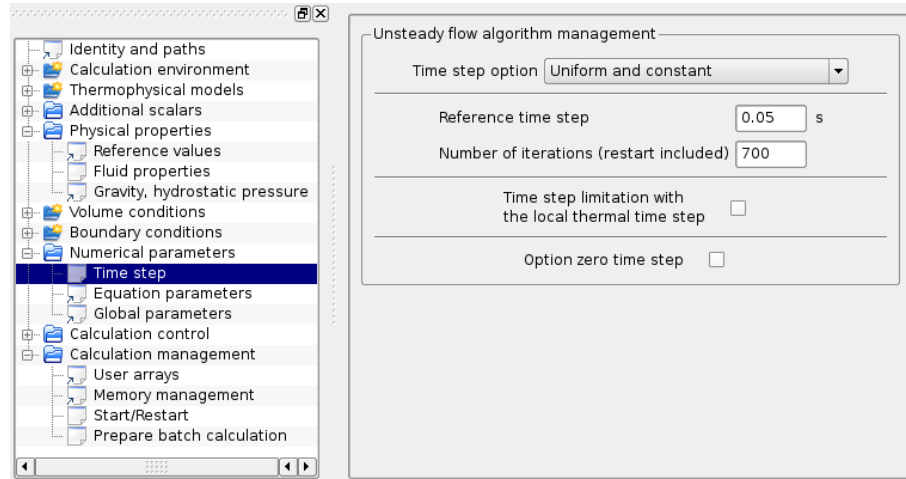 Identity and paths
Calculation environment
Thermophysical models
Additional scalars
Physical properties
Reference values
Fluid properties
Gravity, hydrostatic pressure
Volume conditions
Boundary conditions
Numerical parameters
Time step
Equation parameters
Global parameters
Calculation control
Calculation management
User arrays
Memory management
Start/Restart
Prepare batch calculation
Unsteady flow algorithm management
Time step option Uniform and constant
Reference time step 0.05 s
Number of iterations (restart included) 700
Time step limitation with
the local thermal time step
Option zero time step